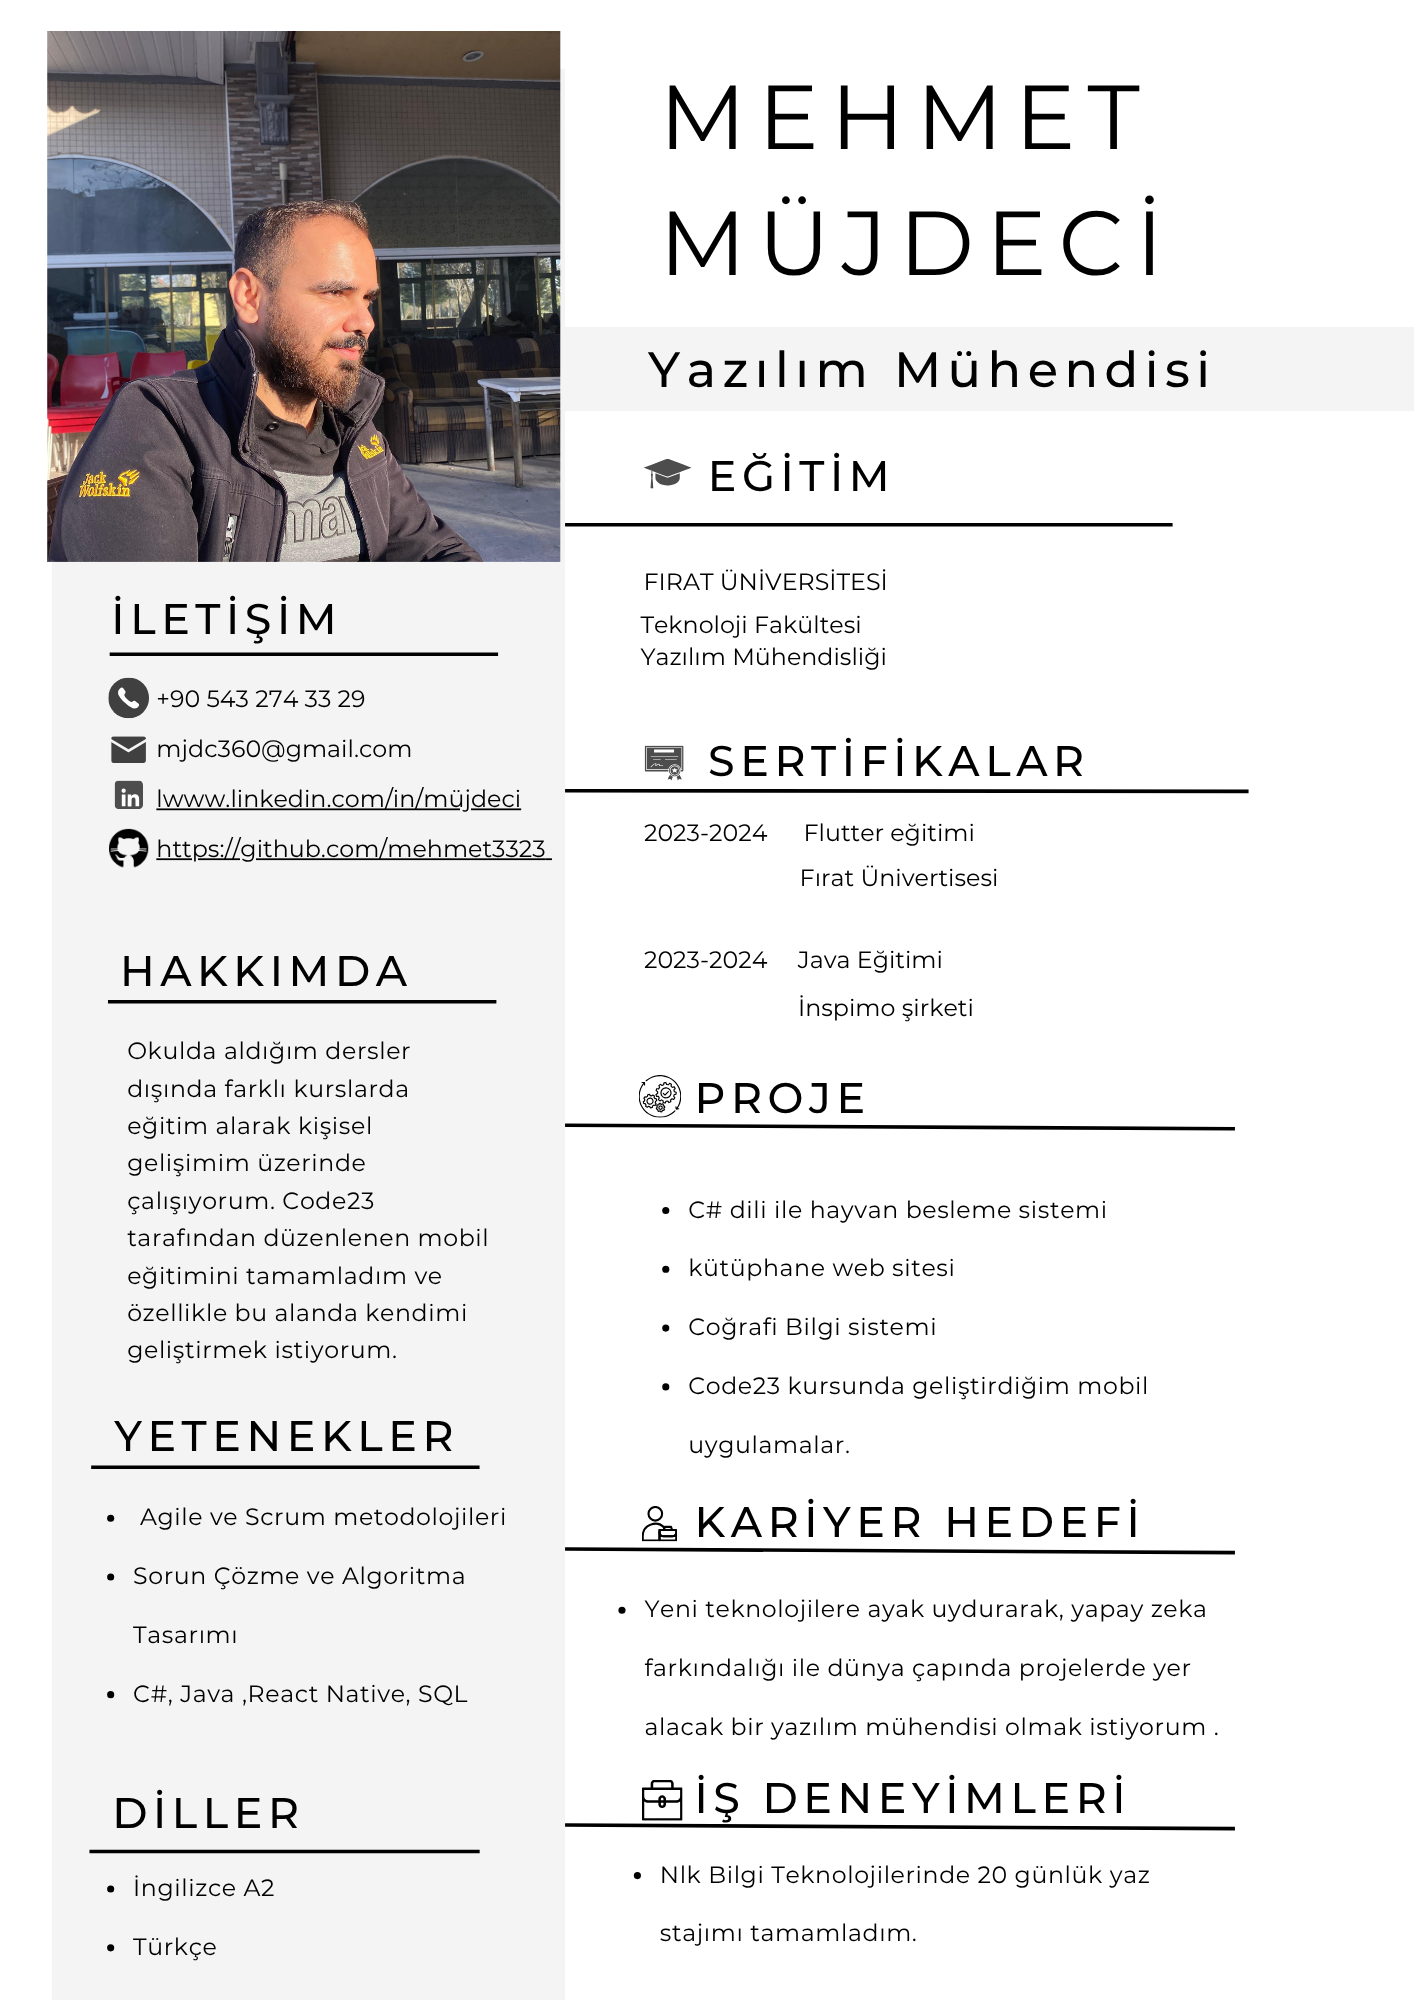 MEHMET
MÜJDECİ
Yazılım Mühendisi
Jack
Wolfskin
İLETİŞİM
+90 543 274 33 29
mjdc360@gmail.com
lwww.linkedin.com/in/müjdeci
https://github.com/mehmet3323
HAKKIMDA
Okulda aldığım dersler
dışında farklı kurslarda
eğitim alarak kişisel
gelişimim üzerinde
çalışıyorum. Code23
tarafından düzenlenen mobil
eğitimini tamamladım ve
özellikle bu alanda kendimi
geliştirmek istiyorum.
YETENEKLER
• Agile ve Scrum metodolojileri
• Sorun Çözme ve Algoritma
Tasarımı
• C#, Java ,React Native, SQL
DİLLER
• İngilizce A2
• Türkçe
EĞİTİM
FIRAT ÜNİVERSİTESİ
Teknoloji Fakültesi
Yazılım Mühendisliği
SERTİFİKALAR
2023-2024 Flutter eğitimi
Fırat Ünivertisesi
2023-2024 Java Eğitimi
İnspimo şirketi
PROJE
• C# dili ile hayvan besleme sistemi
• kütüphane web sitesi
• Coğrafi Bilgi sistemi
• Code23 kursunda geliştirdiğim mobil
uygulamalar.
KARİYER HEDEFİ
• Yeni teknolojilere ayak uydurarak, yapay zeka
farkındalığı ile dünya çapında projelerde yer
alacak bir yazılım mühendisi olmak istiyorum .
İŞ DENEYİMLERİ
• Nlk Bilgi Teknolojilerinde 20 günlük yaz
stajımı tamamladım.